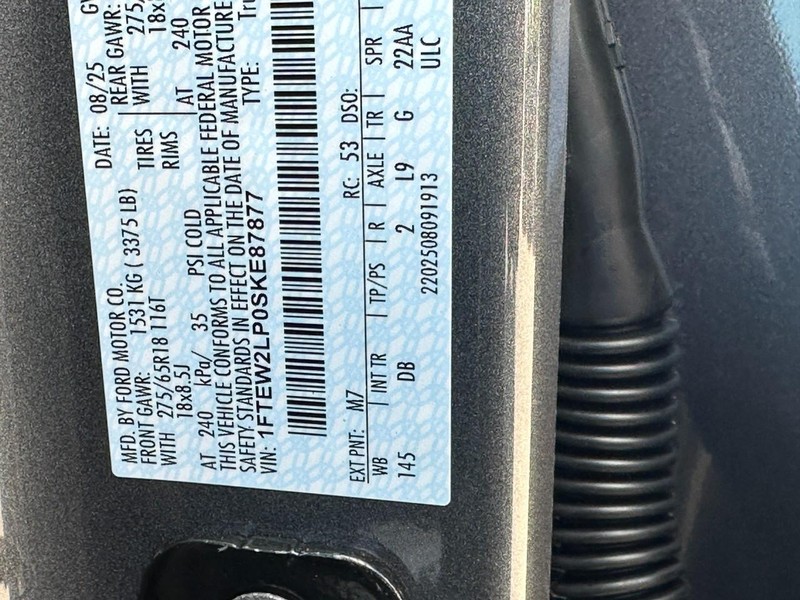 MFD. BY FORD MOTOR CO.
DATE: 08/25
FRONT GAWR: 1531 KG ( 3375 LB)
REAR GAWR:
WITH 275/65R18 116T
TIRES
WITH 275
18x8.5J
RIMS
AT 240 kPa/ 35 PSI COLD
AT 240
THIS VEHICLE CONFORMS TO ALL APPLICABLE FEDERAL MOTOR
SAFETY STANDARDS IN EFFECT ON THE DATE OF MANUFACTURE
VIN: 1FTEW2LP0SKE87877
TYPE:
EXT PNT: M7
RC: 53 DSO:
WB | INT TR | TP/PS | R | AXLE | TR | SPR
145 DB 2 L9 G 22AA
2202508091913
ULC